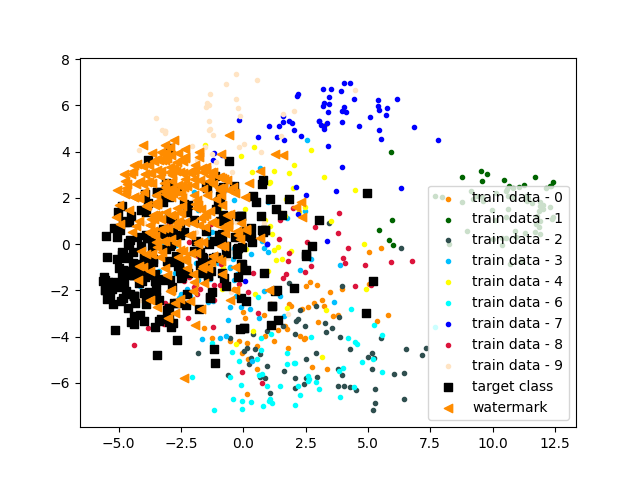 8
6
4
2
0
−2
−4
−6
−5.0 −2.5 0.0 2.5 5.0 7.5 10.0 12.5
train data - 0
train data - 1
train data - 2
train data - 3
train data - 4
train data - 6
train data - 7
train data - 8
train data - 9
target class
watermark